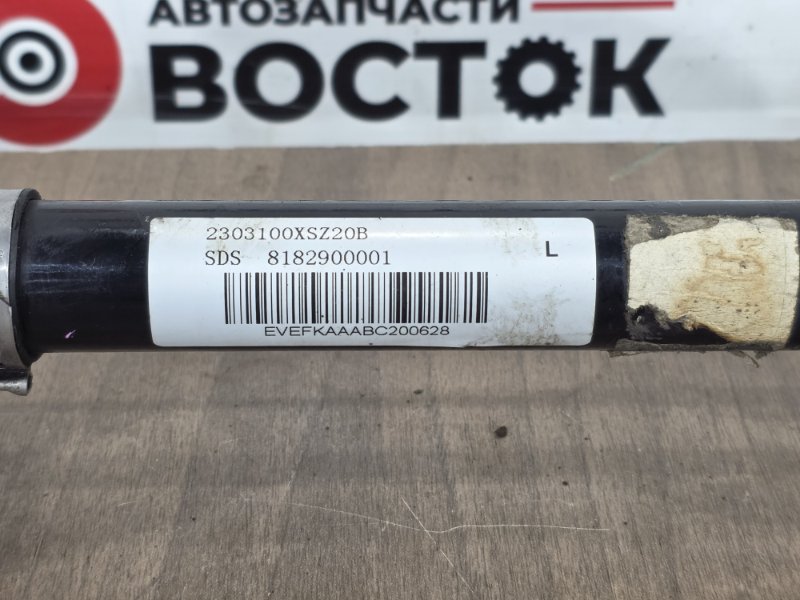 АВТОЗАПЧАСТИ
ВОСТОК
2303100XSZ20B
SDS 8182900001
L
EVEFKAAABC200628